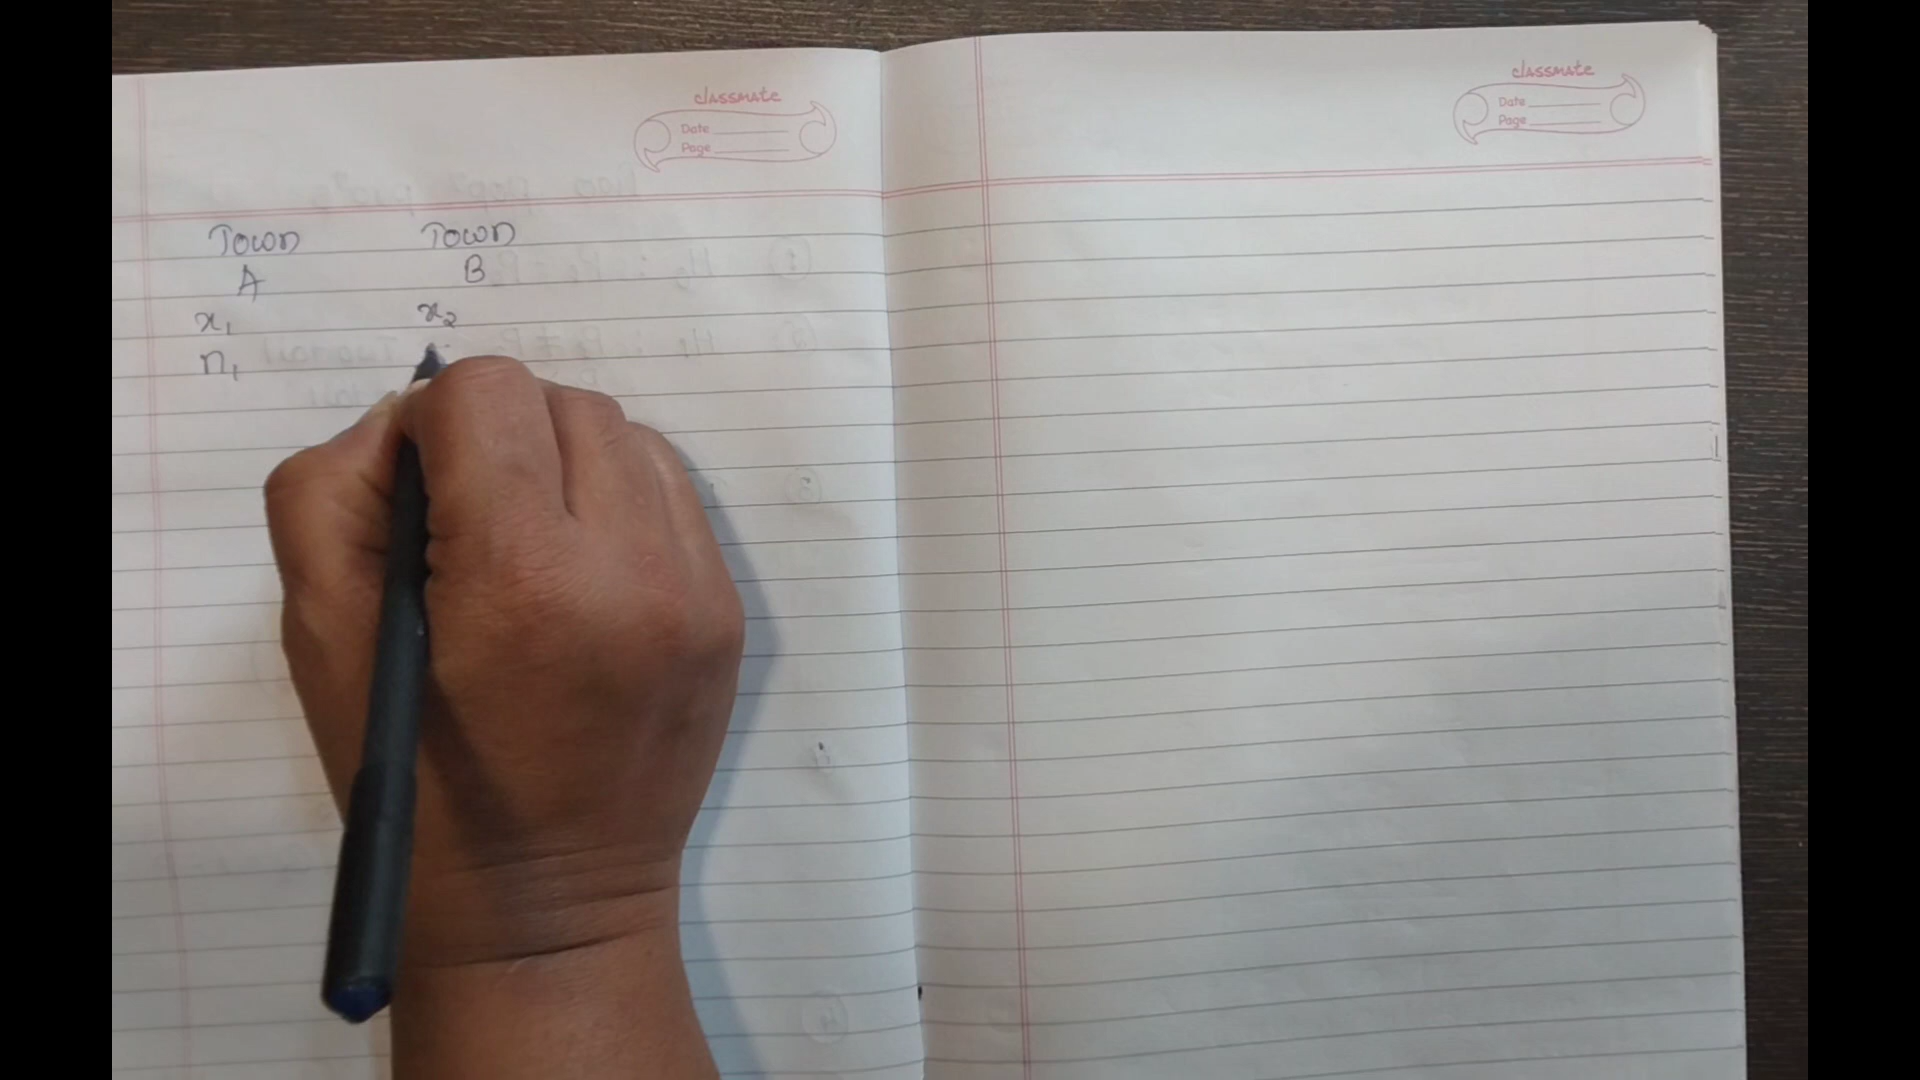 classmate
Date
Page
classmate
Date
Page
Town Town
A B
x₁ x₂
n₁